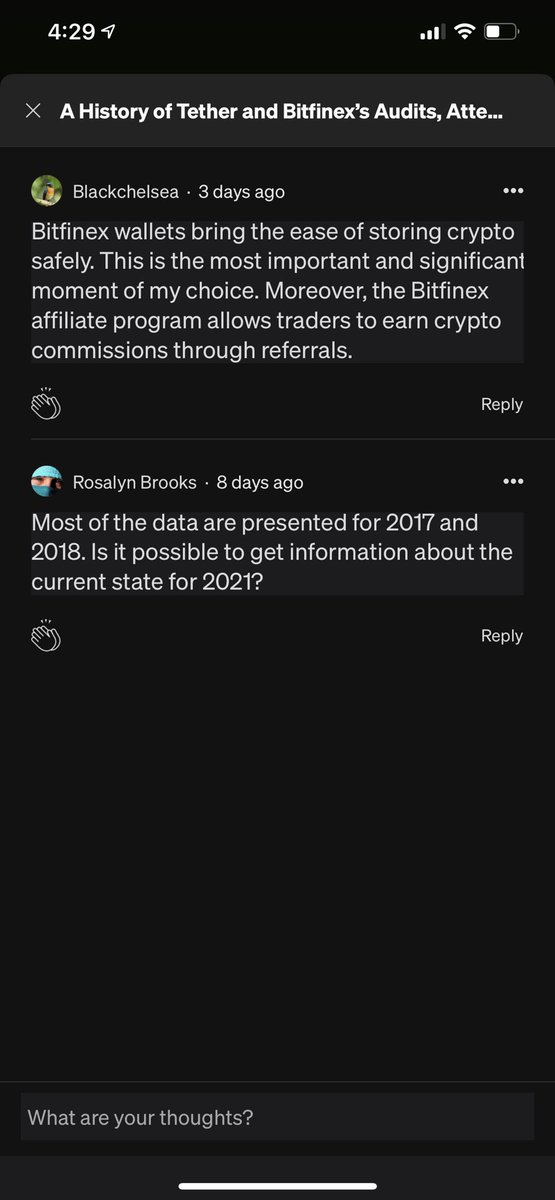 4:29
A History of Tether and Bitfinex's Audits, Atte...
Blackchelsea · 3 days ago
Bitfinex wallets bring the ease of storing crypto
safely. This is the most important and significant
moment of my choice. Moreover, the Bitfinex
affiliate program allows traders to earn crypto
commissions through referrals.
Reply
Rosalyn Brooks · 8 days ago
Most of the data are presented for 2017 and
2018. Is it possible to get information about the
current state for 2021?
Reply
What are your thoughts?